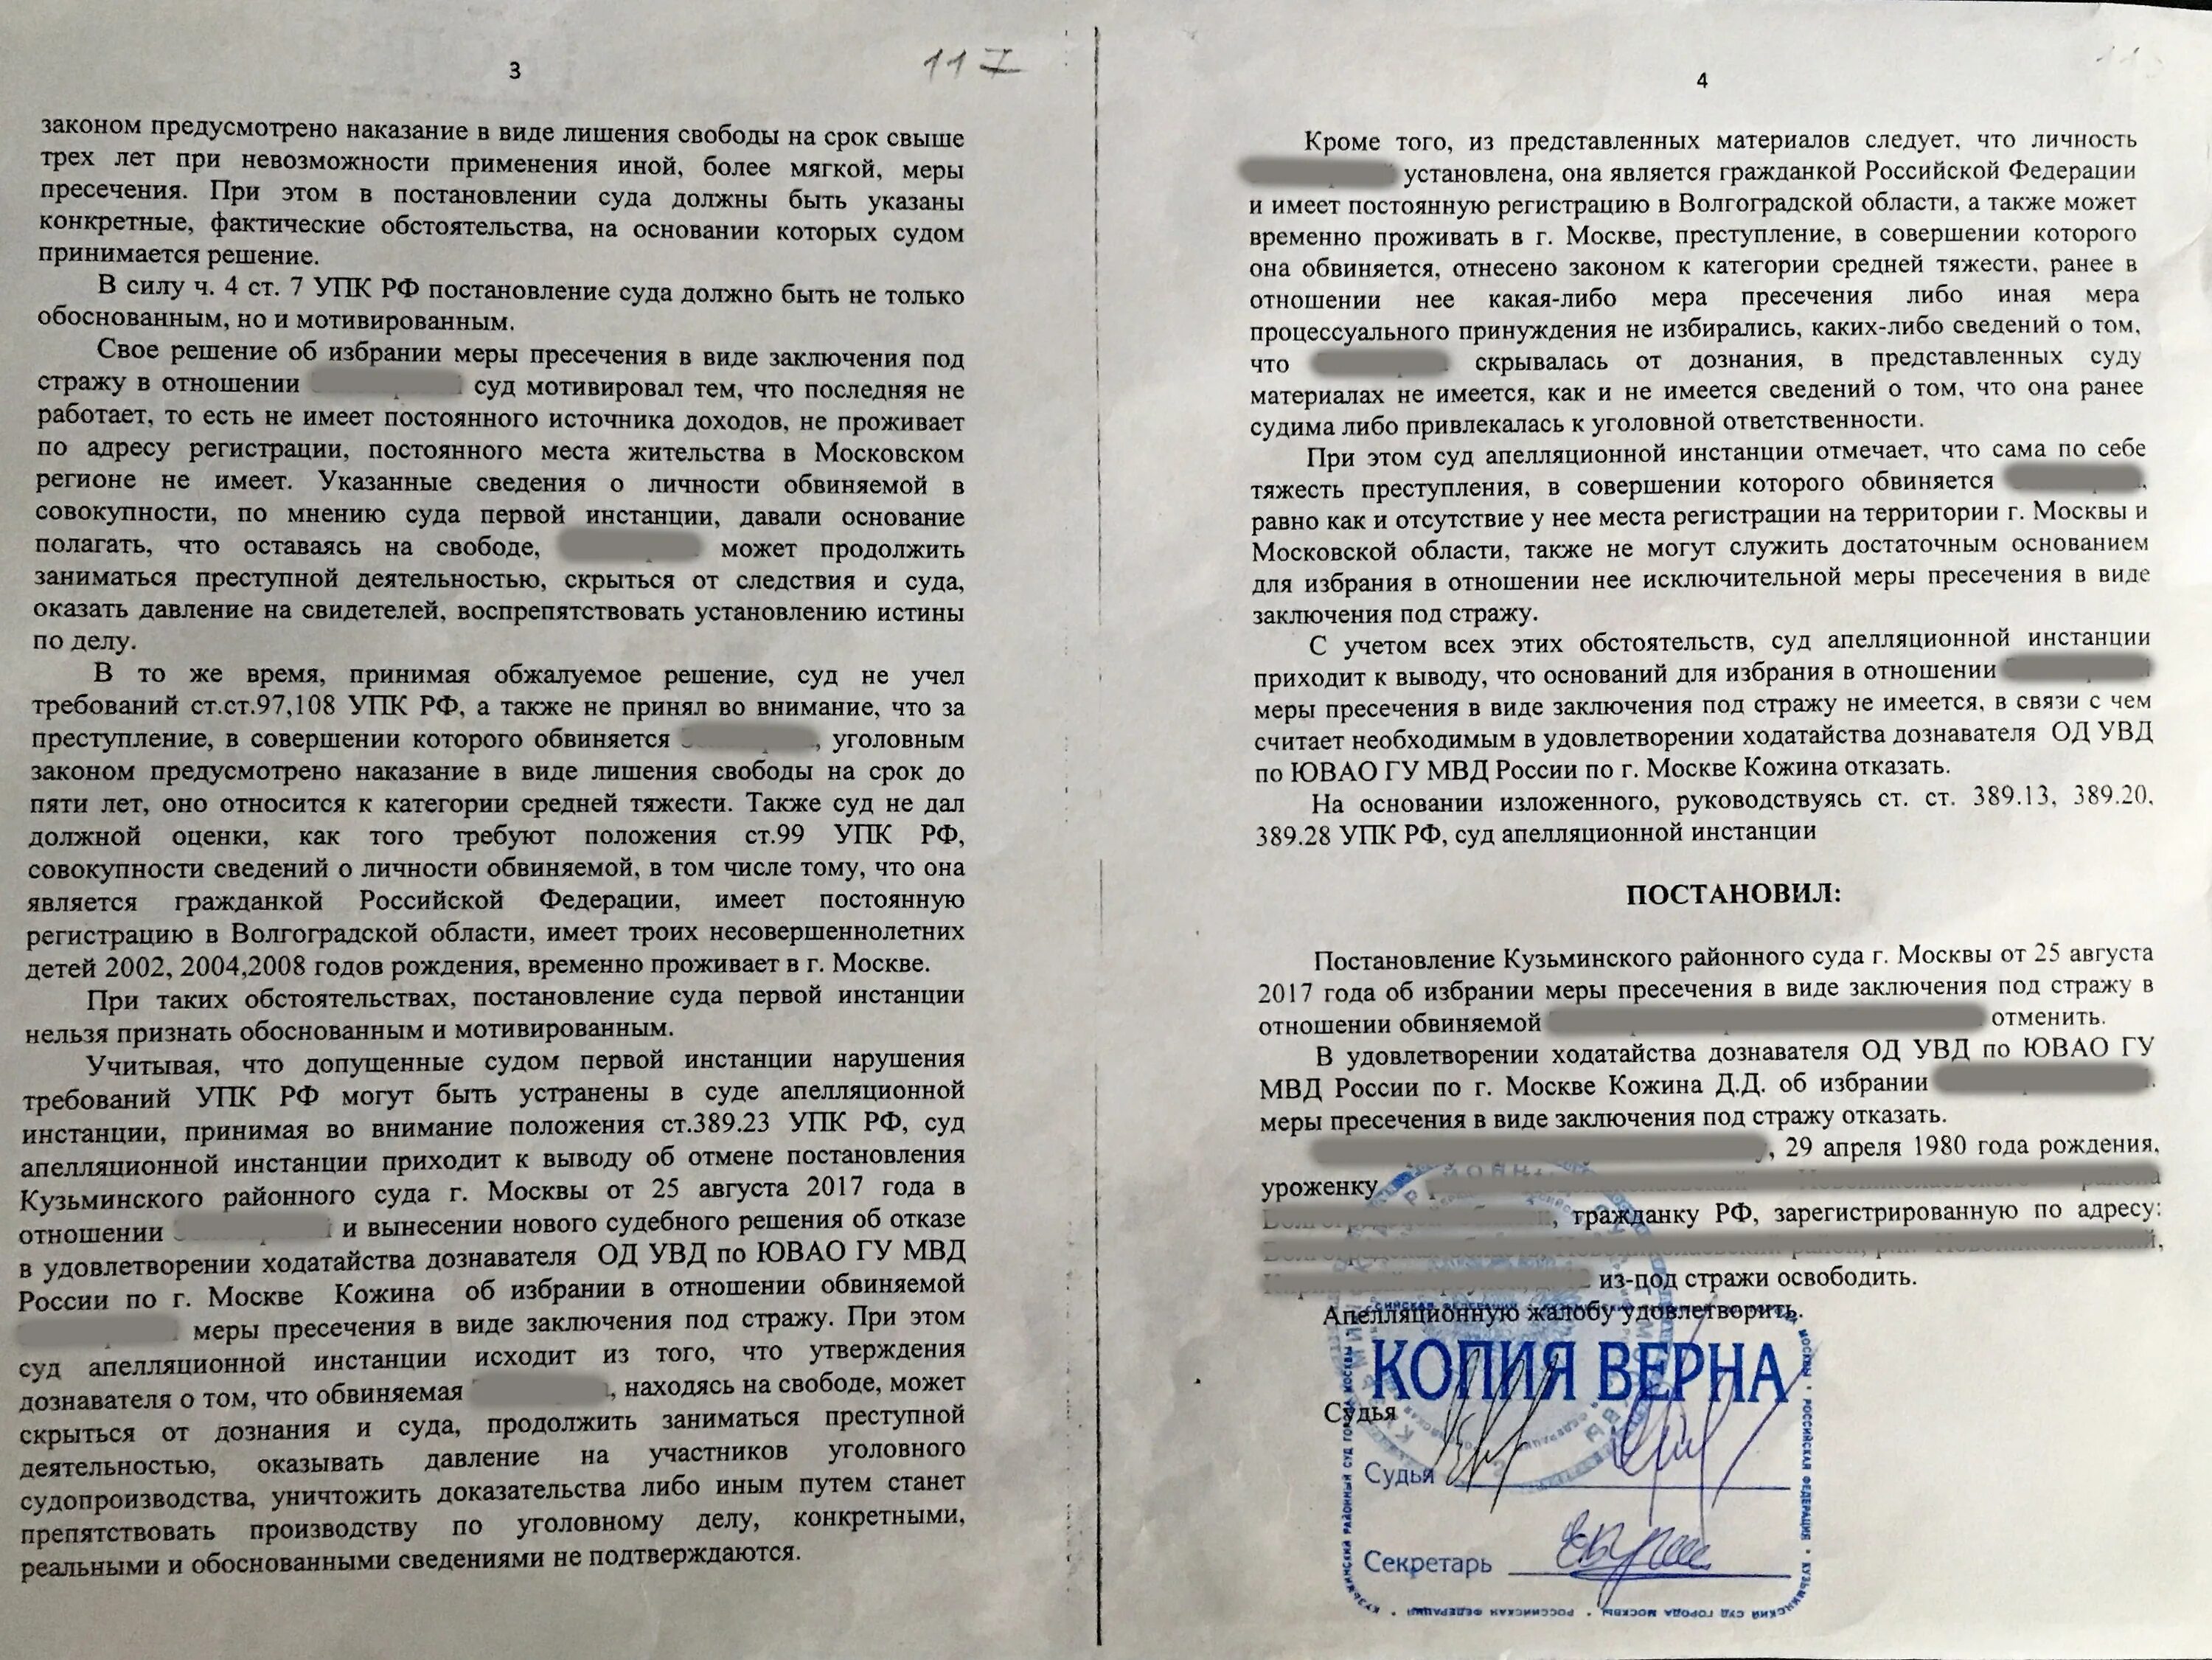 3
117
законом предусмотрено наказание в виде лишения свободы на срок свыше
трех лет при невозможности применения иной, более мягкой, меры
пресечения. При этом в постановлении суда должны быть указаны
конкретные, фактические обстоятельства, на основании которых судом
принимается решение.
В силу ч. 4 ст. 7 УПК РФ постановление суда должно быть не только
обоснованным, но и мотивированным.
Свое решение об избрании меры пресечения в виде заключения под
стражу в отношении суд мотивировал тем, что последняя не
работает, то есть не имеет постоянного источника доходов, не проживает
по адресу регистрации, постоянного места жительства в Московском
регионе не имеет. Указанные сведения о личности обвиняемой в
совокупности, по мнению суда первой инстанции, давали основание
полагать, что оставаясь на свободе, может продолжить
заниматься преступной деятельностью, скрыться от следствия и суда,
оказать давление на свидетелей, воспрепятствовать установлению истины
по делу.
В то же время, принимая обжалуемое решение, суд не учел
требований ст.ст.97,108 УПК РФ, а также не принял во внимание, что за
преступление, в совершении которого обвиняется , уголовным
законом предусмотрено наказание в виде лишения свободы на срок до
пяти лет, оно относится к категории средней тяжести. Также суд не дал
должной оценки, как того требуют положения ст.99 УПК РФ,
совокупности сведений о личности обвиняемой, в том числе тому, что она
является гражданкой Российской Федерации, имеет постоянную
регистрацию в Волгоградской области, имеет троих несовершеннолетних
детей 2002, 2004,2008 годов рождения, временно проживает в г. Москве.
При таких обстоятельствах, постановление суда первой инстанции
нельзя признать обоснованным и мотивированным.
Учитывая, что допущенные судом первой инстанции нарушения
требований УПК РФ могут быть устранены в суде апелляционной
инстанции, принимая во внимание положения ст.389.23 УПК РФ, суд
апелляционной инстанции приходит к выводу об отмене постановления
Кузьминского районного суда г. Москвы от 25 августа 2017 года в
отношении и вынесении нового судебного решения об отказе
в удовлетворении ходатайства дознавателя ОД УВД по ЮВАО ГУ МВД
России по г. Москве Кожина об избрании в отношении обвиняемой
меры пресечения в виде заключения под стражу. При этом
суд апелляционной инстанции исходит из того, что утверждения
дознавателя о том, что обвиняемая , находясь на свободе, может
скрыться от дознания и суда, продолжить заниматься преступной
деятельностью, оказывать давление на участников уголовного
судопроизводства, уничтожить доказательства либо иным путем станет
препятствовать производству по уголовному делу, конкретными,
реальными и обоснованными сведениями не подтверждаются.
4
Кроме того, из представленных материалов следует, что личность
установлена, она является гражданкой Российской Федерации
и имеет постоянную регистрацию в Волгоградской области, а также может
временно проживать в г. Москве, преступление, в совершении которого
она обвиняется, отнесено законом к категории средней тяжести, ранее в
отношении нее какая-либо мера пресечения либо иная мера
процессуального принуждения не избирались, каких-либо сведений о том,
что скрывалась от дознания, в представленных суду
материалах не имеется, как и не имеется сведений о том, что она ранее
судима либо привлекалась к уголовной ответственности.
При этом суд апелляционной инстанции отмечает, что сама по себе
тяжесть преступления, в совершении которого обвиняется ,
равно как и отсутствие у нее места регистрации на территории г. Москвы и
Московской области, также не могут служить достаточным основанием
для избрания в отношении нее исключительной меры пресечения в виде
заключения под стражу.
С учетом всех этих обстоятельств, суд апелляционной инстанции
приходит к выводу, что оснований для избрания в отношении
меры пресечения в виде заключения под стражу не имеется, в связи с чем
считает необходимым в удовлетворении ходатайства дознавателя ОД УВД
по ЮВАО ГУ МВД России по г. Москве Кожина отказать.
На основании изложенного, руководствуясь ст. ст. 389.13, 389.20,
389.28 УПК РФ, суд апелляционной инстанции
ПОСТАНОВИЛ:
Постановление Кузьминского районного суда г. Москвы от 25 августа
2017 года об избрании меры пресечения в виде заключения под стражу в
отношении обвиняемой отменить.
В удовлетворении ходатайства дознавателя ОД УВД по ЮВАО ГУ
МВД России по г. Москве Кожина Д.Д. об избрании
меры пресечения в виде заключения под стражу отказать.
, 29 апреля 1980 года рождения,
уроженку
, гражданку РФ, зарегистрированную по адресу:
из-под стражи освободить.
Апелляционную жалобу удовлетворить.
КОПИЯ ВЕРНА
Судья
Судья
Секретарь
КУЗЬМИНСКИЙ РАЙОННЫЙ СУД ГОРОДА МОСКВЫ • РОССИЙСКАЯ ФЕДЕРАЦИЯ